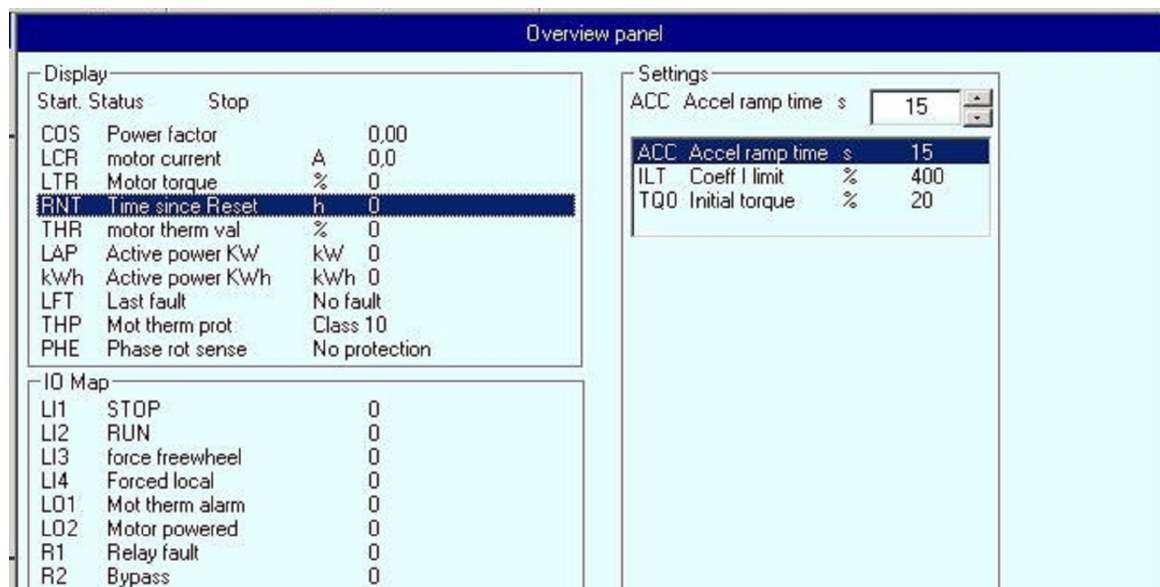 Overview panel
Display
Start. Status Stop
COS Power factor 0,00
LCR motor current A 0,0
LTR Motor torque % 0
RNT Time since Reset h 0
THR motor therm val % 0
LAP Active power KW kW 0
kWh Active power KWh kWh 0
LFT Last fault No fault
THP Mot therm prot Class 10
PHE Phase rot sense No protection
IO Map
LI1 STOP 0
LI2 RUN 0
LI3 force freewheel 0
LI4 Forced local 0
LO1 Mot therm alarm 0
LO2 Motor powered 0
R1 Relay fault 0
R2 Bypass 0
Settings
ACC Accel ramp time s 15
ACC Accel ramp time s 15
ILT Coeff I limit % 400
TQ0 Initial torque % 20